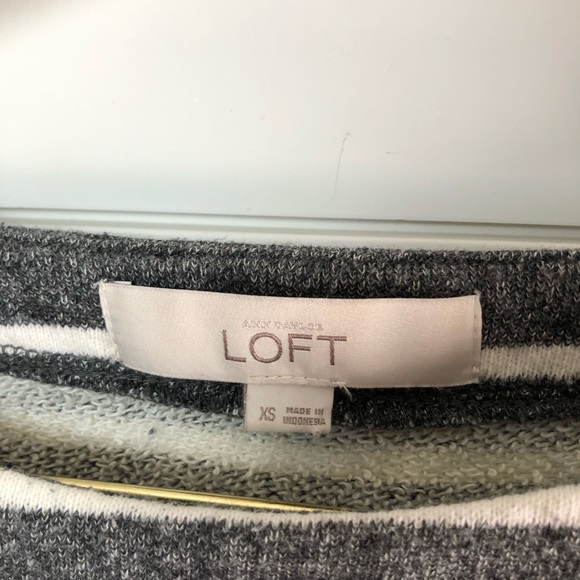 ANN TAYLOR
LOFT
XS
MADE IN
INDONESIA